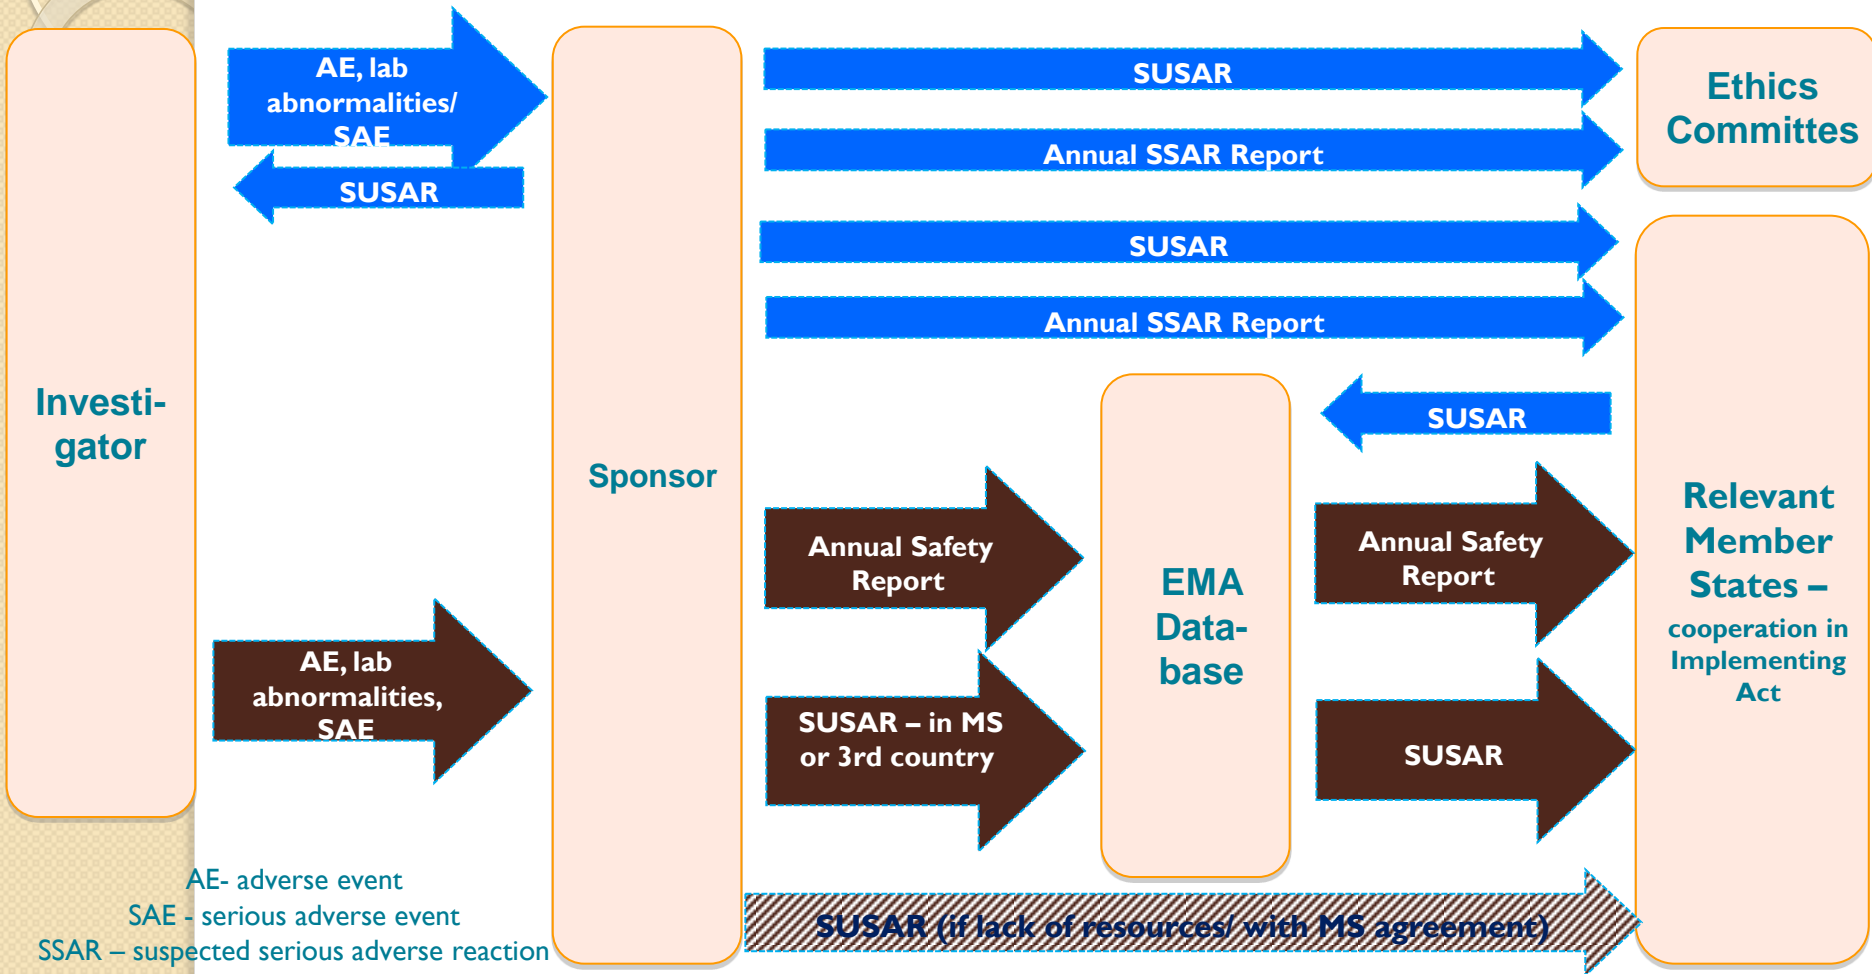 AE, lab
abnormalities/
SAE
SUSAR
SUSAR
Annual SSAR Report
SUSAR
Annual SSAR Report
Ethics
Committes
Investi-
gator
Sponsor
SUSAR
Annual Safety
Report
EMA
Data-
base
Annual Safety
Report
Relevant
Member
States –
cooperation in
Implementing
Act
AE, lab
abnormalities,
SAE
SUSAR – in MS
or 3rd country
SUSAR
SUSAR (if lack of resources/ with MS agreement)
AE- adverse event
SAE - serious adverse event
SSAR – suspected serious adverse reaction